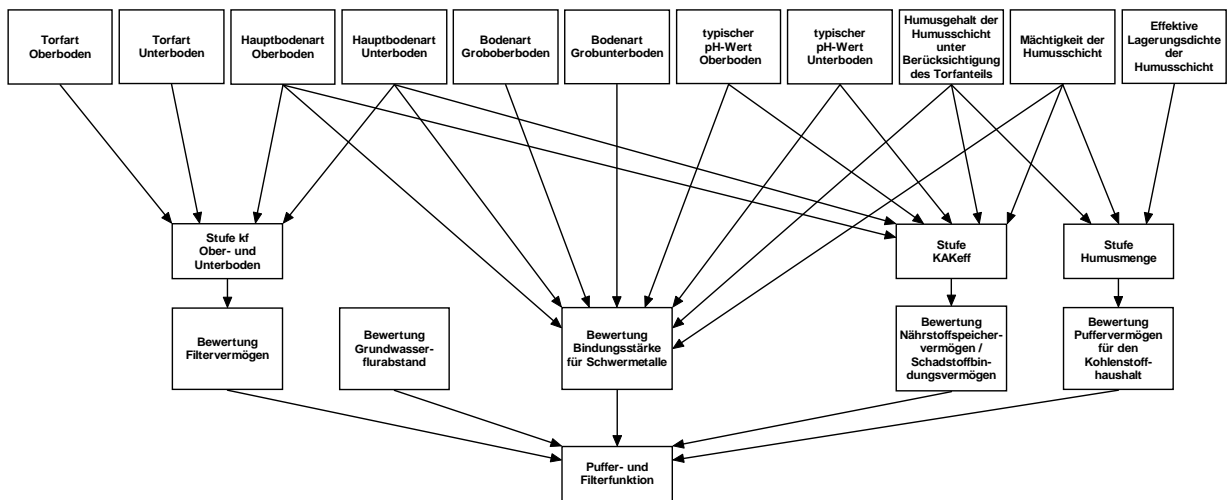 Torfart
Oberboden
Torfart
Unterboden
Hauptbodenart
Oberboden
Hauptbodenart
Unterboden
Bodenart
Groboberboden
Bodenart
Grobunterboden
typischer
pH-Wert
Oberboden
typischer
pH-Wert
Unterboden
Humusgehalt der
Humusschicht
unter
Berücksichtigung
des Torfanteils
Mächtigkeit der
Humusschicht
Effektive
Lagerungsdichte
der
Humusschicht
Stufe kf
Ober- und
Unterboden
Stufe
KAKeff
Stufe
Humusmenge
Bewertung
Filtervermögen
Bewertung
Grundwasser-
flurabstand
Bewertung
Bindungsstärke
für Schwermetalle
Bewertung
Nährstoffspeicher-
vermögen /
Schadstoffbin-
dungsvermögen
Bewertung
Puffervermögen
für den
Kohlenstoff-
haushalt
Puffer- und
Filterfunktion